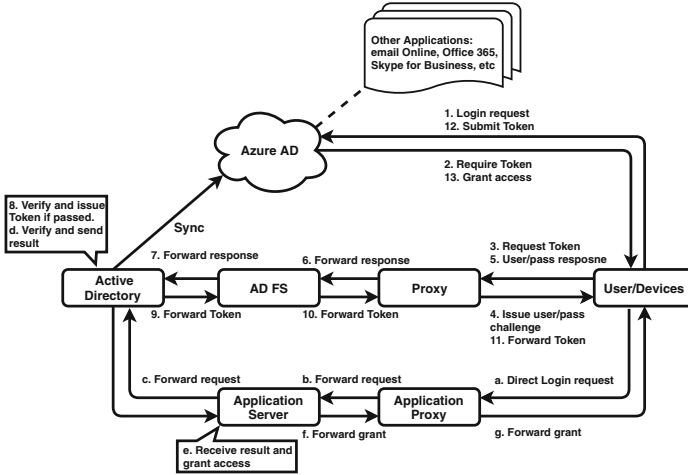 Other Applications:
email Online, Office 365,
Skype for Business, etc
1. Login request
12. Submit Token
Azure AD
2. Require Token
13. Grant access
8. Verify and issue
Token if passed.
d. Verify and send
result
Sync
7. Forward response
6. Forward response
3. Request Token
5. User/pass resposne
Active
Directory
AD FS
Proxy
User/Devices
9. Forward Token
10. Forward Token
4. Issue user/pass
challenge
11. Forward Token
c. Forward request
b. Forward request
a. Direct Login request
Application
Server
Application
Proxy
f. Forward grant
g. Forward grant
e. Receive result and
grant access